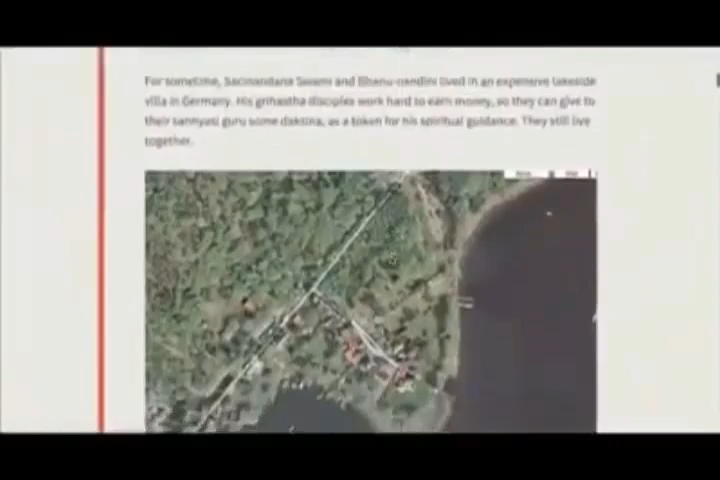 For sometime, Sacinandana Swami and Bhanu-nandini lived in an expensive lakeside
villa in Germany. His grihastha disciples work hard to earn money, so they can give to
their sannyasi guru some daksina, as a token for his spiritual guidance. They still live
together.